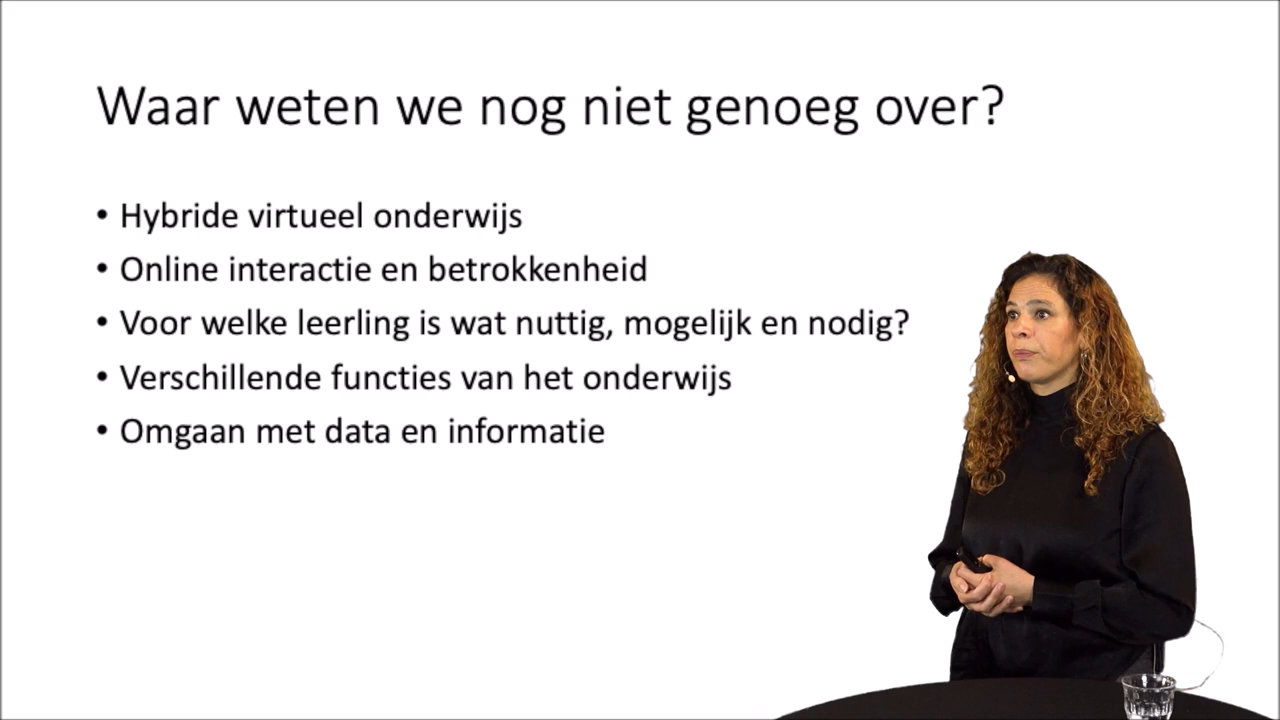 Waar weten we nog niet genoeg over?
• Hybride virtueel onderwijs
• Online interactie en betrokkenheid
• Voor welke leerling is wat nuttig, mogelijk en nodig?
• Verschillende functies van het onderwijs
• Omgaan met data en informatie